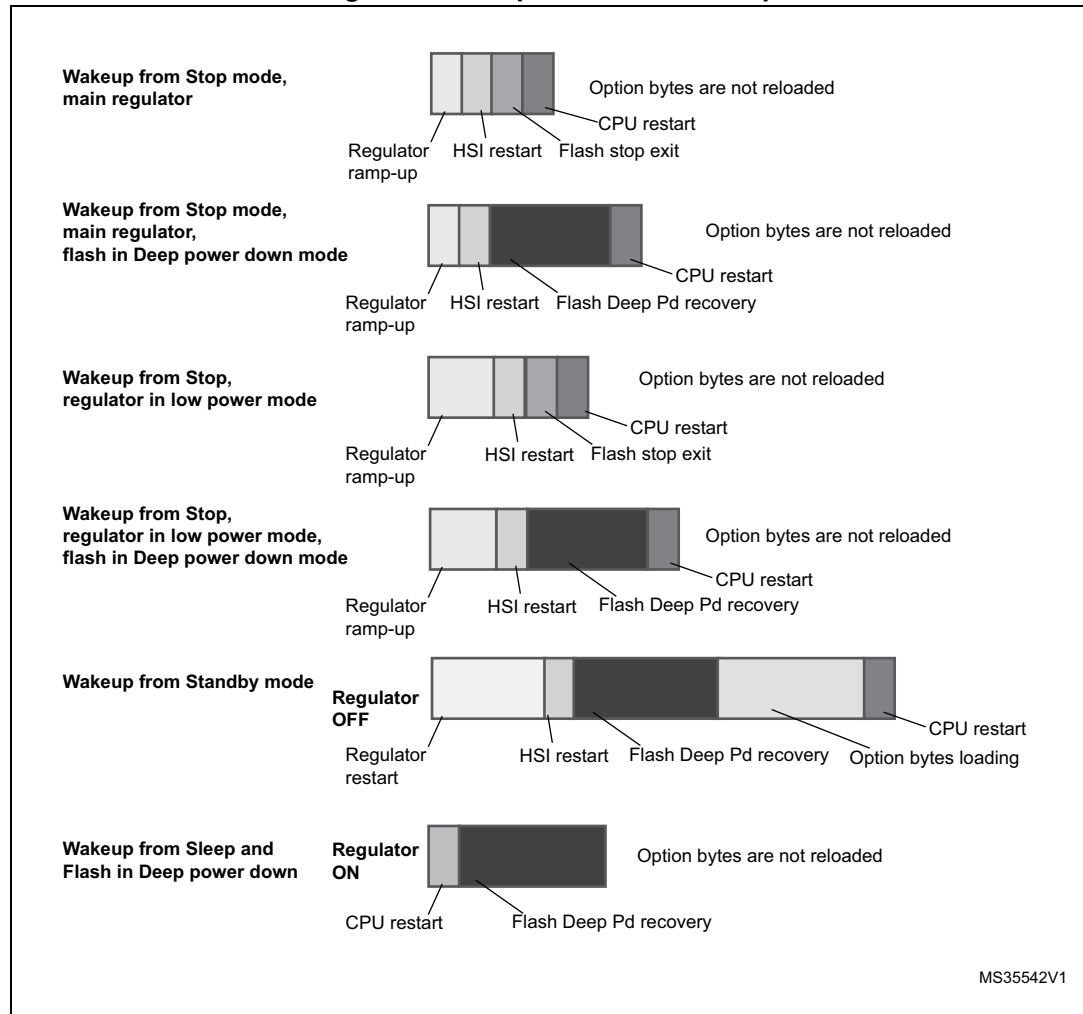 Wakeup from Stop mode,
main regulator
Option bytes are not reloaded
CPU restart
Regulator
ramp-up
HSI restart
Flash stop exit
Wakeup from Stop mode,
main regulator,
flash in Deep power down mode
Option bytes are not reloaded
CPU restart
Regulator
ramp-up
HSI restart
Flash Deep Pd recovery
Wakeup from Stop,
regulator in low power mode
Option bytes are not reloaded
CPU restart
Regulator
ramp-up
HSI restart
Flash stop exit
Wakeup from Stop,
regulator in low power mode,
flash in Deep power down mode
Option bytes are not reloaded
CPU restart
Regulator
ramp-up
HSI restart
Flash Deep Pd recovery
Wakeup from Standby mode
Regulator
OFF
CPU restart
Regulator
restart
HSI restart
Flash Deep Pd recovery
Option bytes loading
Wakeup from Sleep and
Flash in Deep power down
Regulator
ON
Option bytes are not reloaded
CPU restart
Flash Deep Pd recovery
MS35542V1